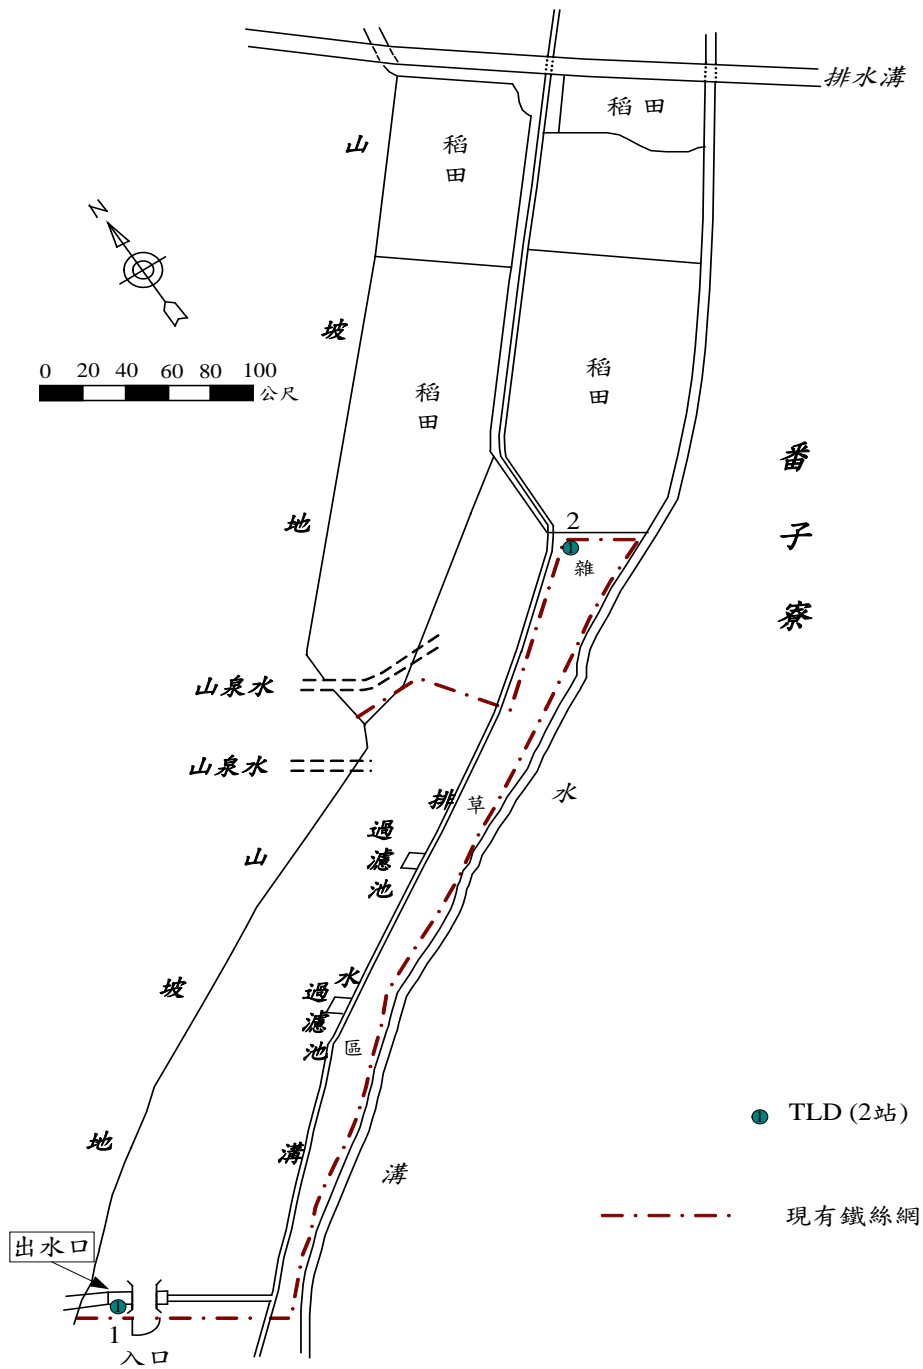 排水溝
稻田
山
稻田
N
坡
0 20 40 60 80 100
公尺
稻田
稻田
番子寮
地
2
1
雜
山泉水
山泉水
水
排
草
過濾池
山
水
過濾池
坡
區
TLD (2站)
1
地
溝
溝
現有鐵絲網
出水口
1
1
入口